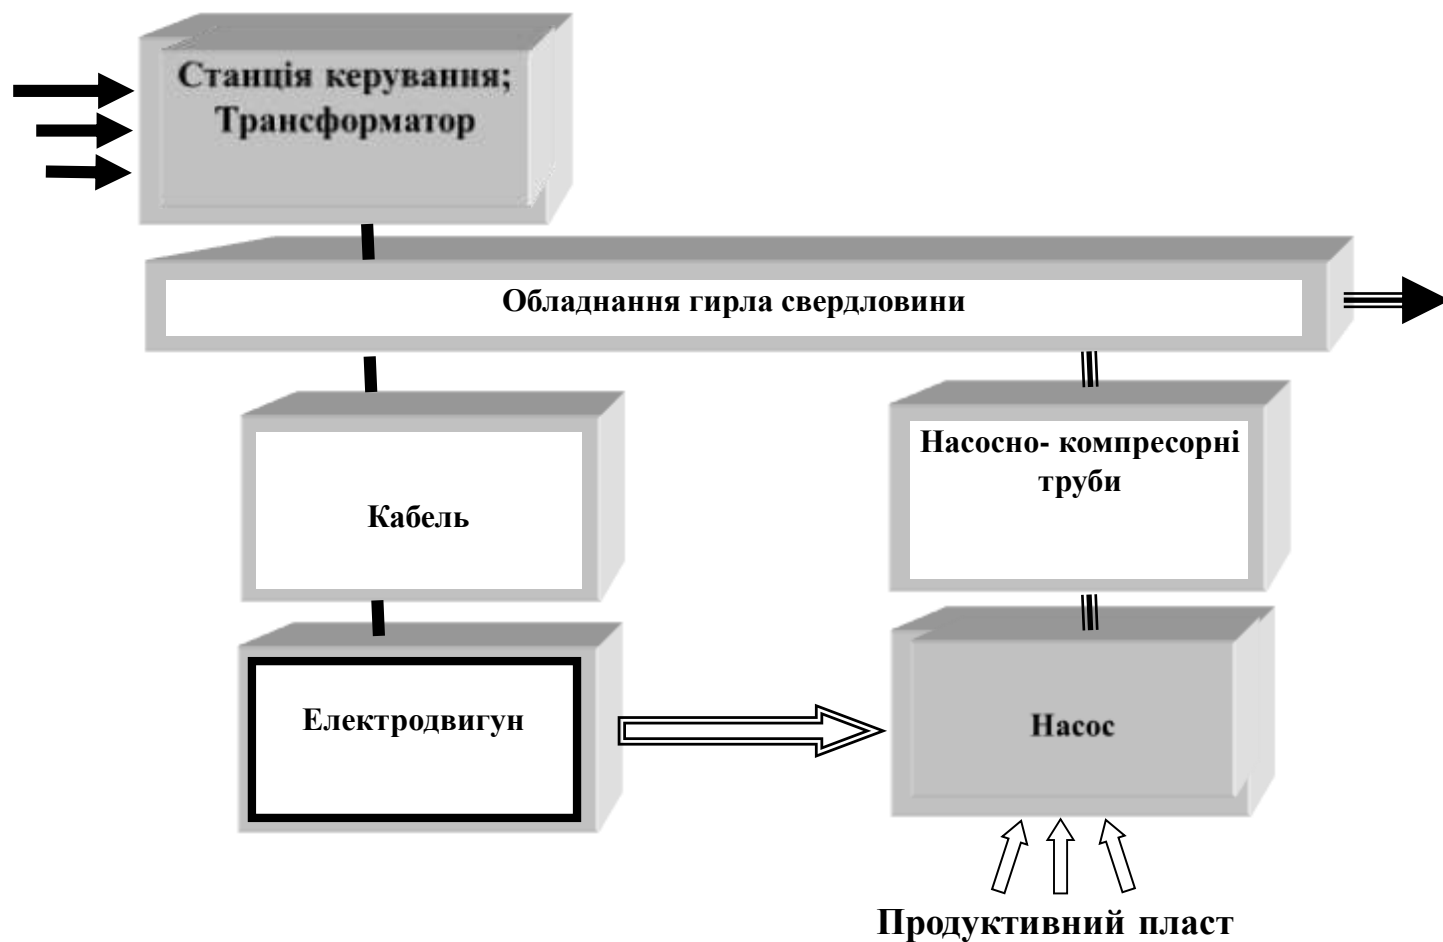 Станція керування;
Трансформатор
Обладнання гирла свердловини
Кабель
Насосно- компресорні
труби
Електродвигун
Насос
Продуктивний пласт